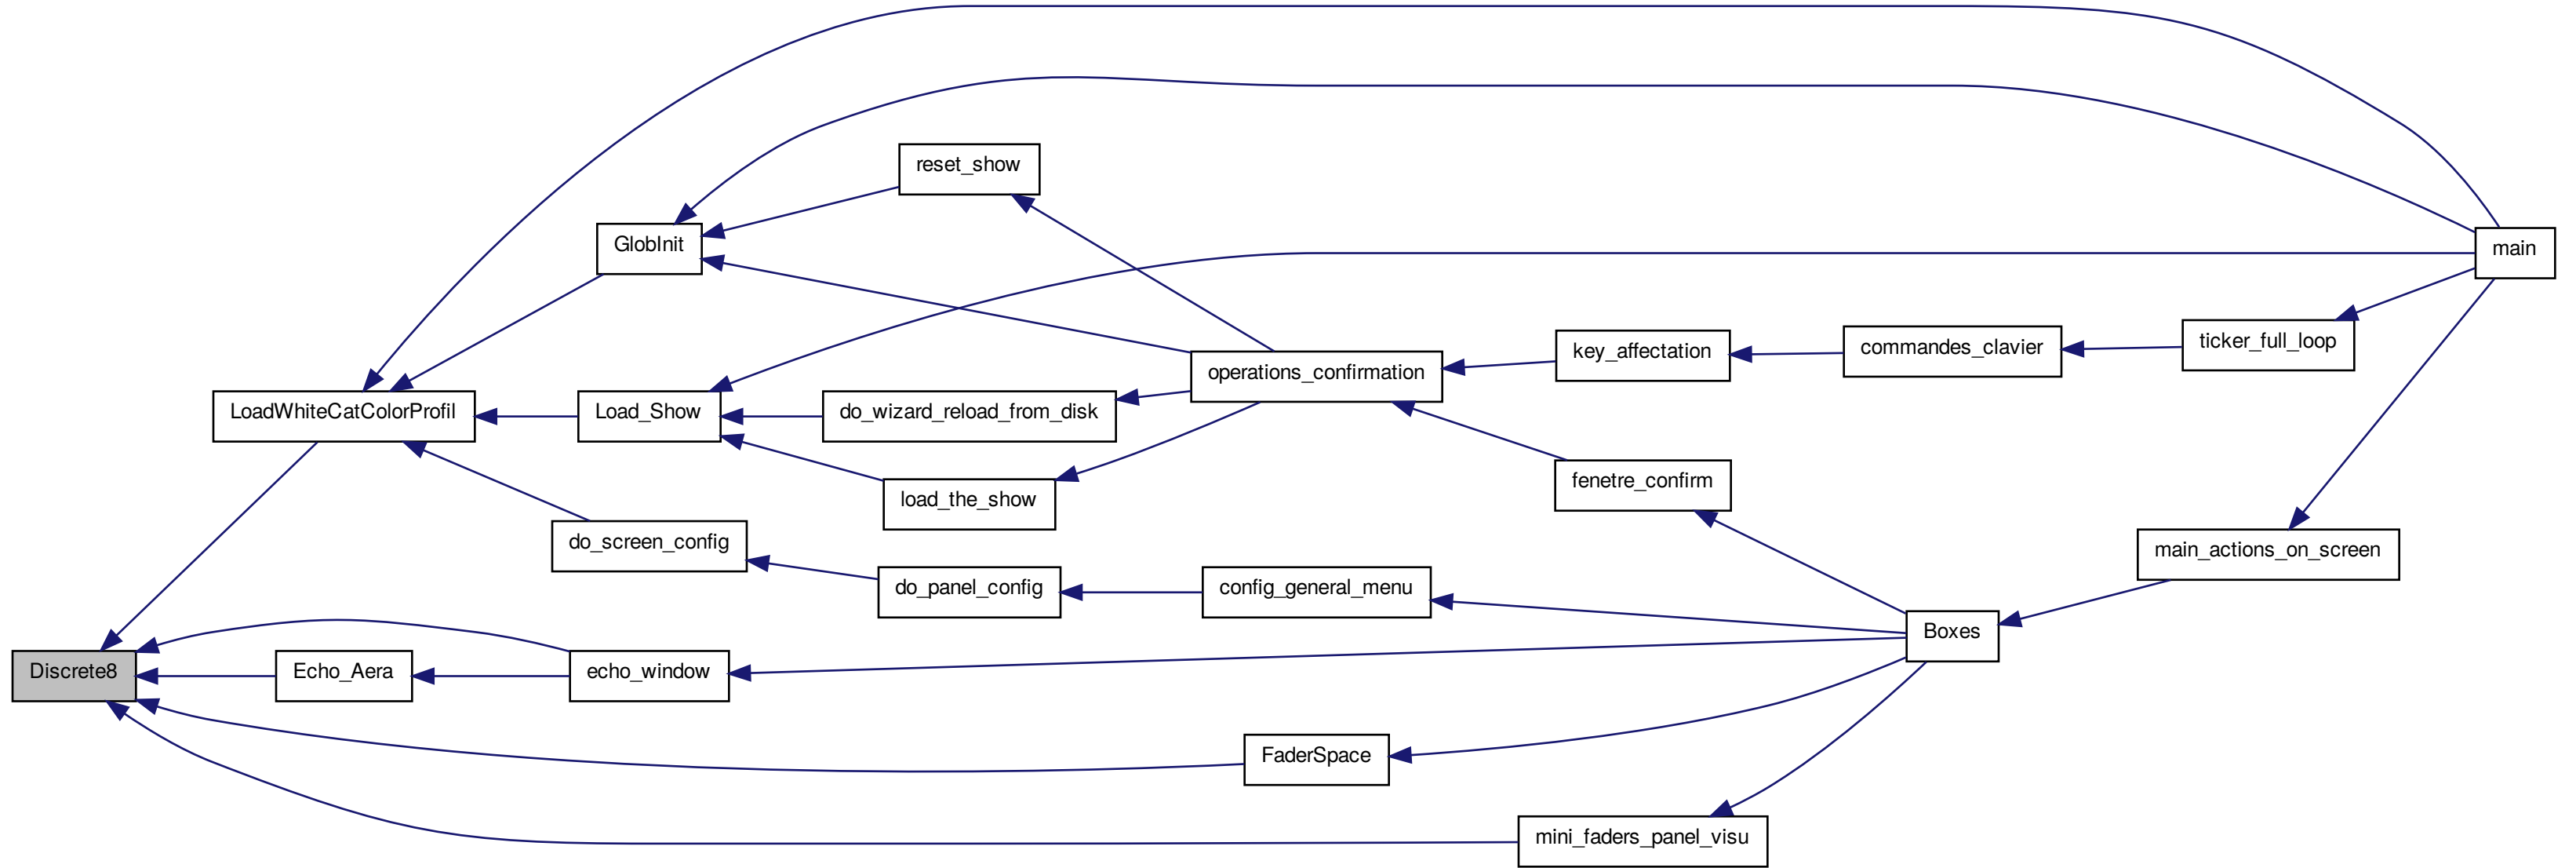 reset_show
GlobInit
main
ticker_full_loop
key_affectation
commandes_clavier
operations_confirmation
LoadWhiteCatColorProfil
Load_Show
do_wizard_reload_from_disk
fenetre_confirm
load_the_show
do_screen_config
main_actions_on_screen
do_panel_config
config_general_menu
Boxes
Discrete8
Echo_Aera
echo_window
FaderSpace
mini_faders_panel_visu